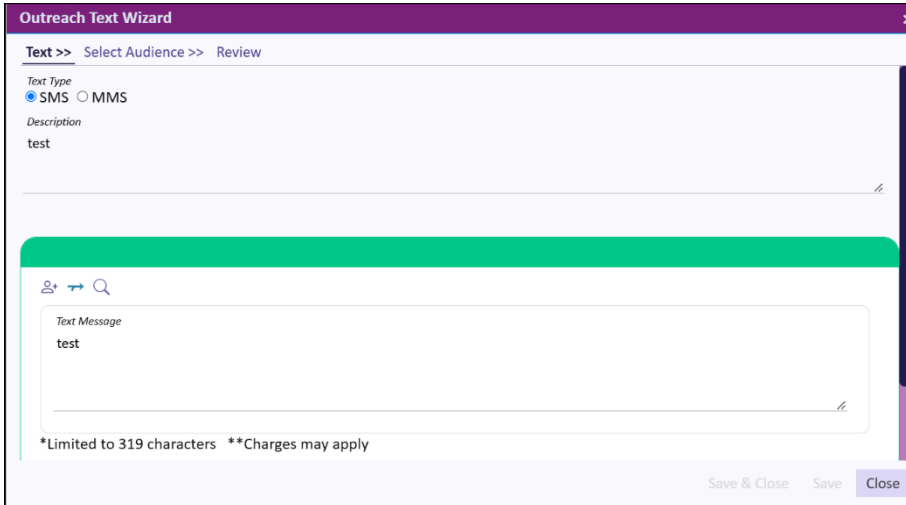 Outreach Text Wizard
Text >> Select Audience >> Review
Text Type
SMS MMS
Description
test
Text Message
test
*Limited to 319 characters **Charges may apply
Save & Close Save Close